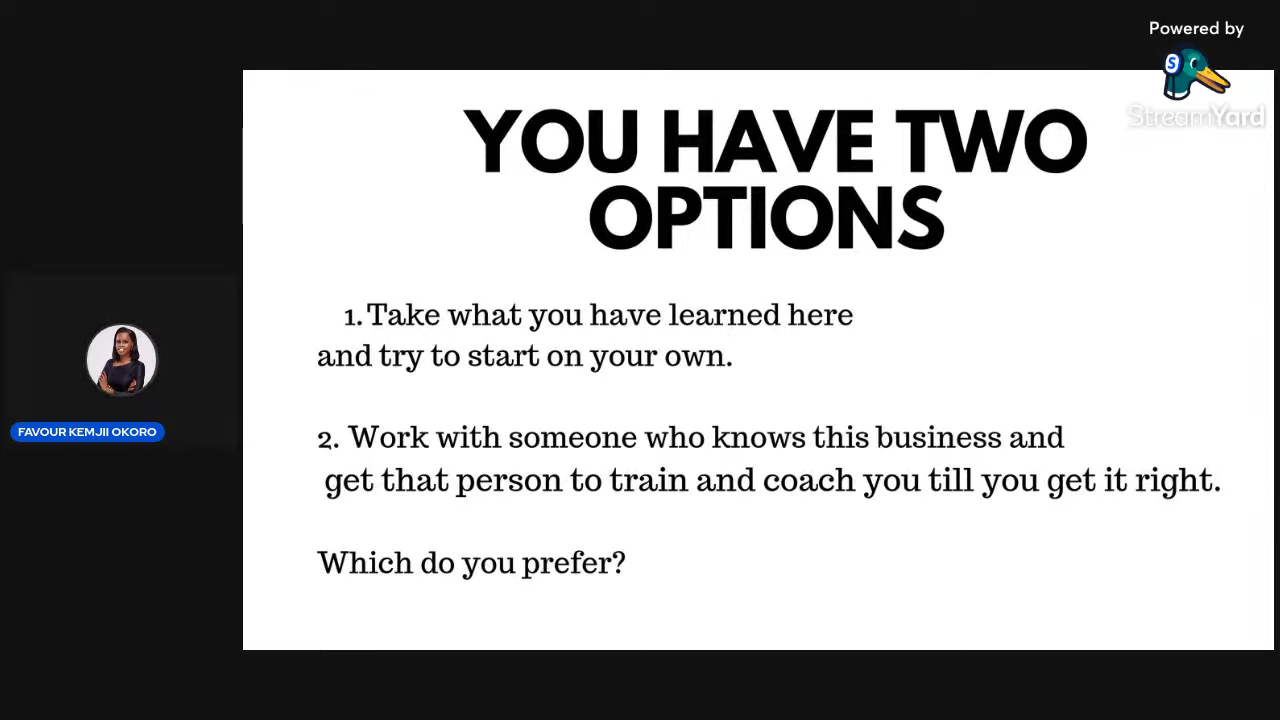 Powered by
StreamYard
YOU HAVE TWO
OPTIONS
1. Take what you have learned here
and try to start on your own.
2. Work with someone who knows this business and
get that person to train and coach you till you get it right.
Which do you prefer?
FAVOUR KEMJII OKORO